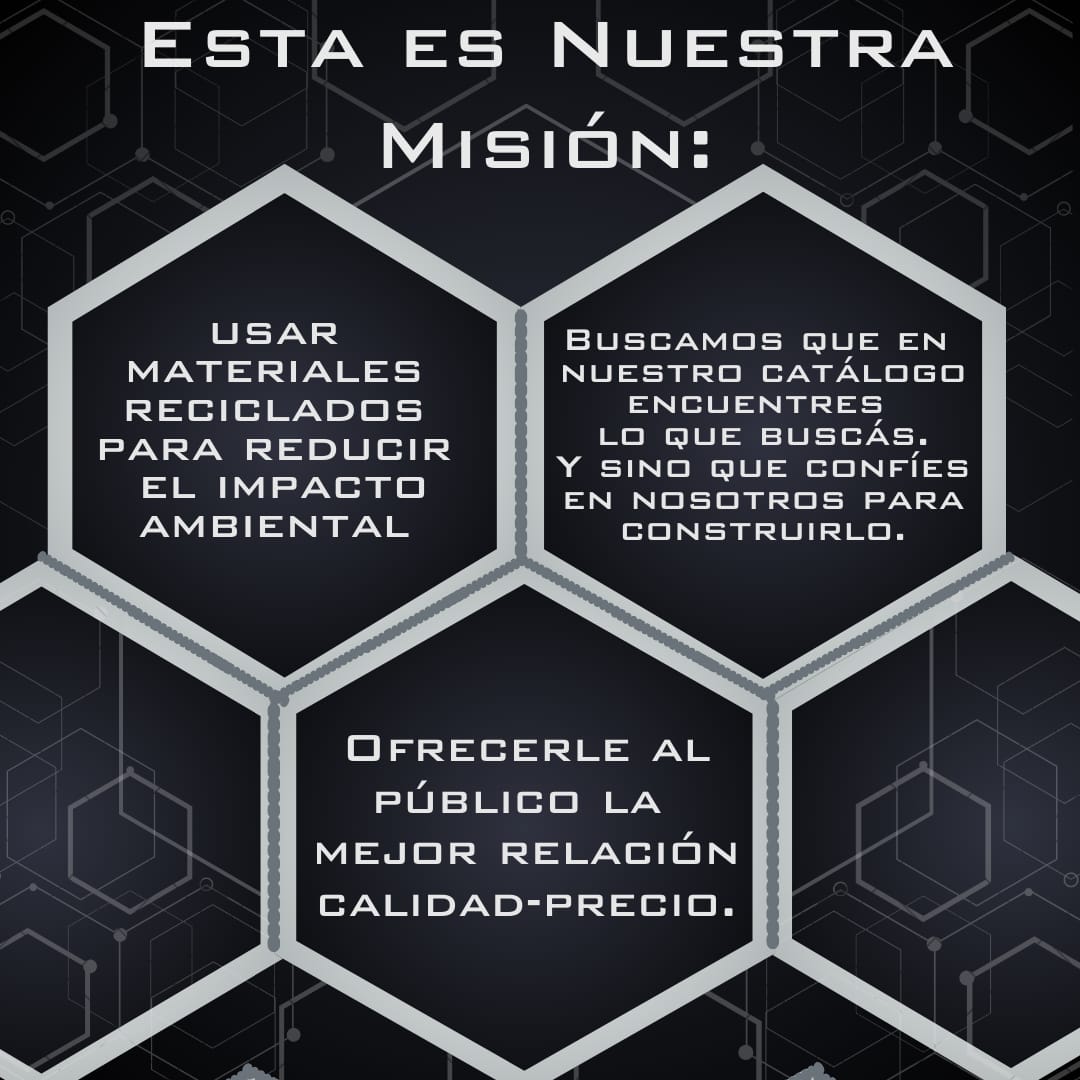 Esta es Nuestra
Misión:
usar
materiales
reciclados
para reducir
el impacto
ambiental
Buscamos que en
nuestro catálogo
encuentres
lo que buscás.
Y sino que confíes
en nosotros para
construirlo.
Ofrecerle al
público la
mejor relación
calidad-precio.